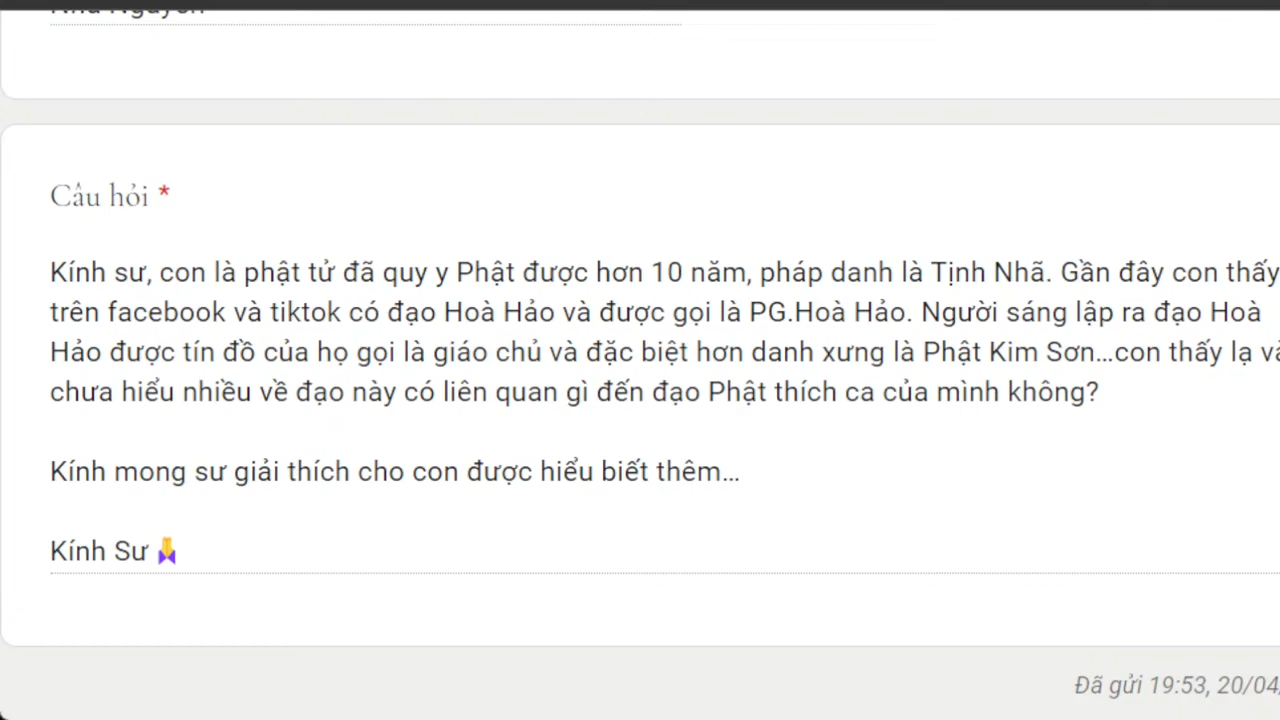 Câu hỏi *
Kính sư, con là phật tử đã quy y Phật được hơn 10 năm, pháp danh là Tịnh Nhã. Gần đây con thấy
trên facebook và tiktok có đạo Hoà Hảo và được gọi là PG.Hoà Hảo. Người sáng lập ra đạo Hoà
Hảo được tín đồ của họ gọi là giáo chủ và đặc biệt hơn danh xưng là Phật Kim Sơn...con thấy lạ và
chưa hiểu nhiều về đạo này có liên quan gì đến đạo Phật thích ca của mình không?
Kính mong sư giải thích cho con được hiểu biết thêm...
Kính Sư 🙏
Đã gửi 19:53, 20/04/